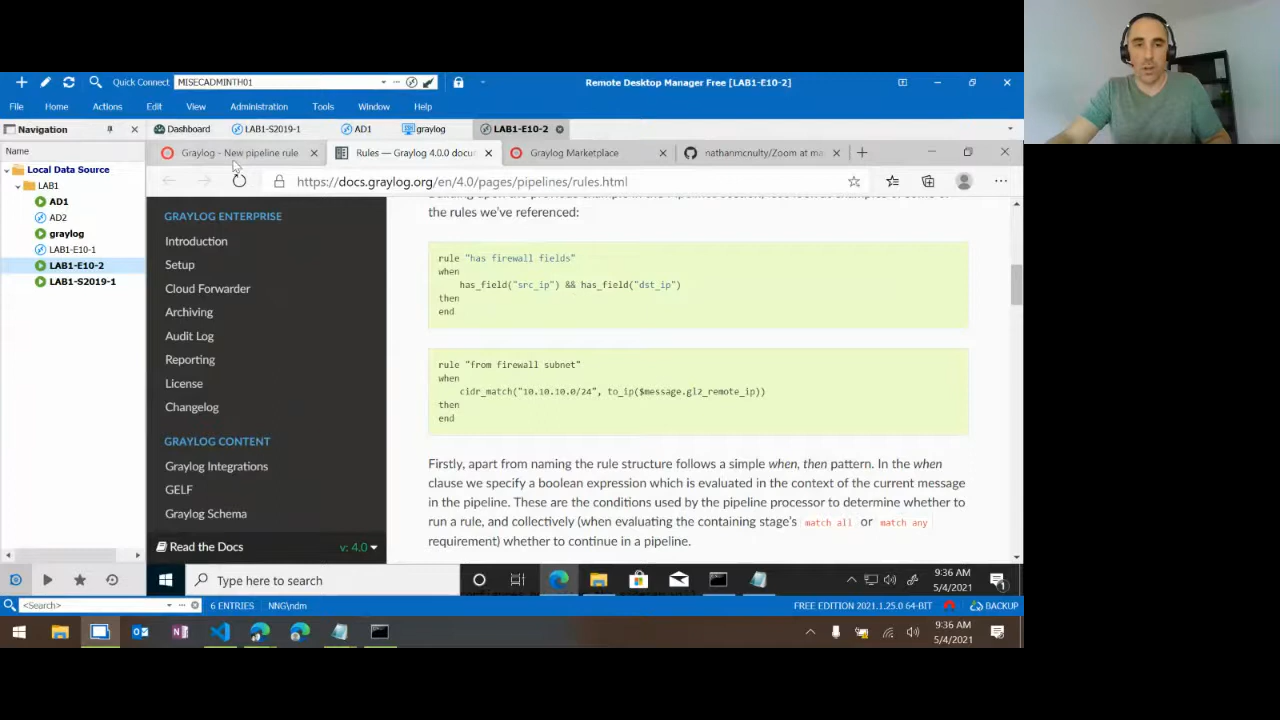 Quick Connect MISECADMINTH01
Remote Desktop Manager Free [LAB1-E10-2]
File Home Actions Edit View Administration Tools Window Help
Navigation
Dashboard LAB1-S2019-1 AD1 graylog LAB1-E10-2
Name
Local Data Source
LAB1
AD1
AD2
graylog
LAB1-E10-1
LAB1-E10-2
LAB1-S2019-1
Graylog - New pipeline rule
Rules — Graylog 4.0.0 docu
Graylog Marketplace
nathanmcnulty/Zoom at ma
https://docs.graylog.org/en/4.0/pages/pipelines/rules.html
GRAYLOG ENTERPRISE
Introduction
Setup
Cloud Forwarder
Archiving
Audit Log
Reporting
License
Changelog
GRAYLOG CONTENT
Graylog Integrations
GELF
Graylog Schema
Read the Docs v: 4.0
the rules we've referenced:
rule "has firewall fields"
when
has_field("src_ip") && has_field("dst_ip")
then
end
rule "from firewall subnet"
when
cidr_match("10.10.10.0/24", to_ip($message.gl2_remote_ip))
then
end
Firstly, apart from naming the rule structure follows a simple when, then pattern. In the when
clause we specify a boolean expression which is evaluated in the context of the current message
in the pipeline. These are the conditions used by the pipeline processor to determine whether to
run a rule, and collectively (when evaluating the containing stage's match all or match any
requirement) whether to continue in a pipeline.
Type here to search
9:36 AM
5/4/2021
1
<Search>
6 ENTRIES
NNG\ndm
FREE EDITION 2021.1.25.0 64-BIT
BACKUP
9:36 AM
5/4/2021